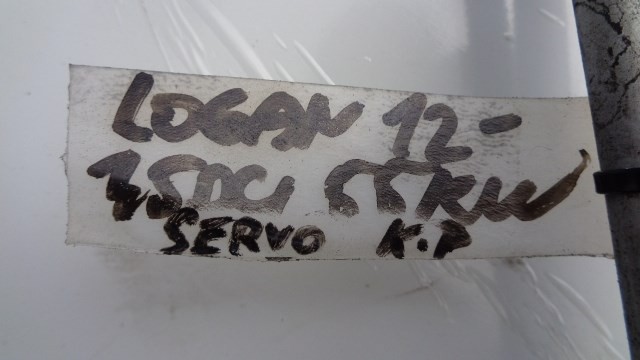 LOGAN 12-
1.5DCI 55KW
SERVO K.P